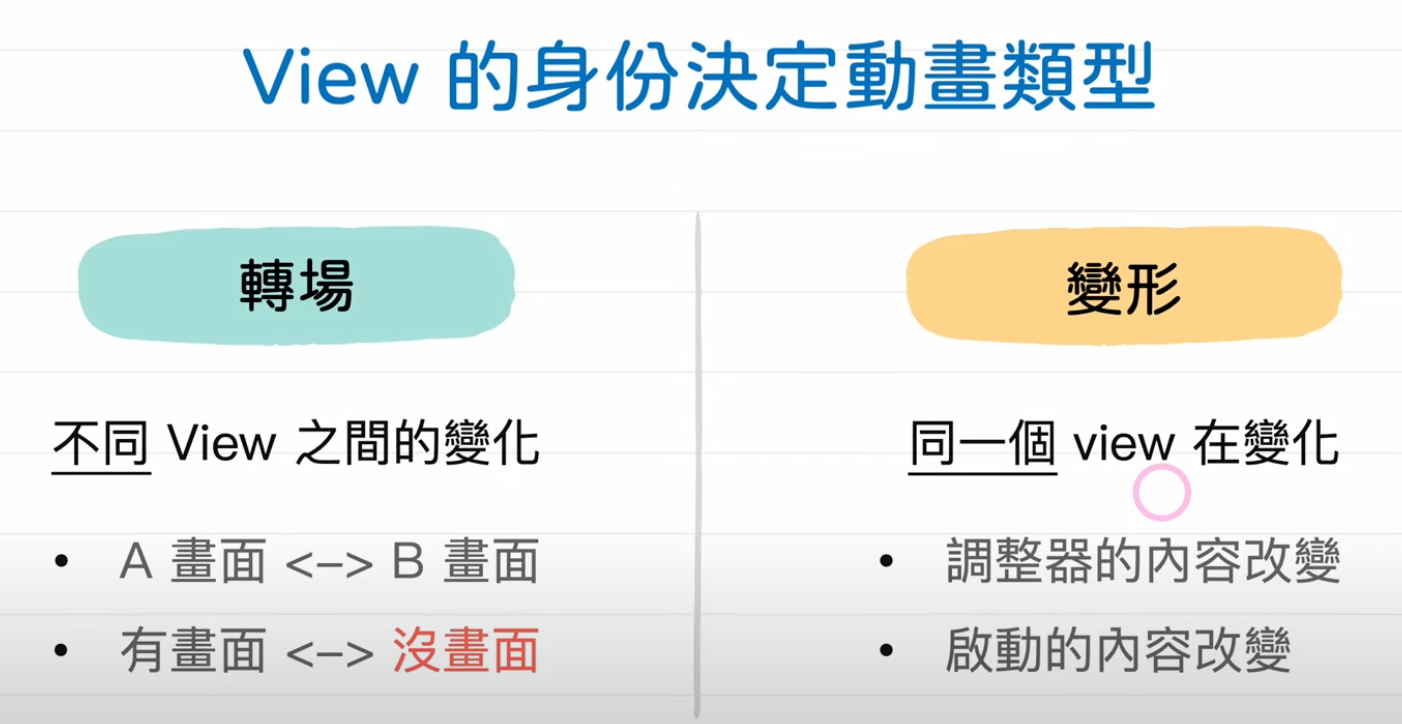 View 的身份決定動畫類型
轉場
不同 View 之間的變化
• A 畫面 <–> B 畫面
• 有畫面 <–> 沒畫面
變形
同一個 view 在變化
• 調整器的內容改變
• 啟動的內容改變